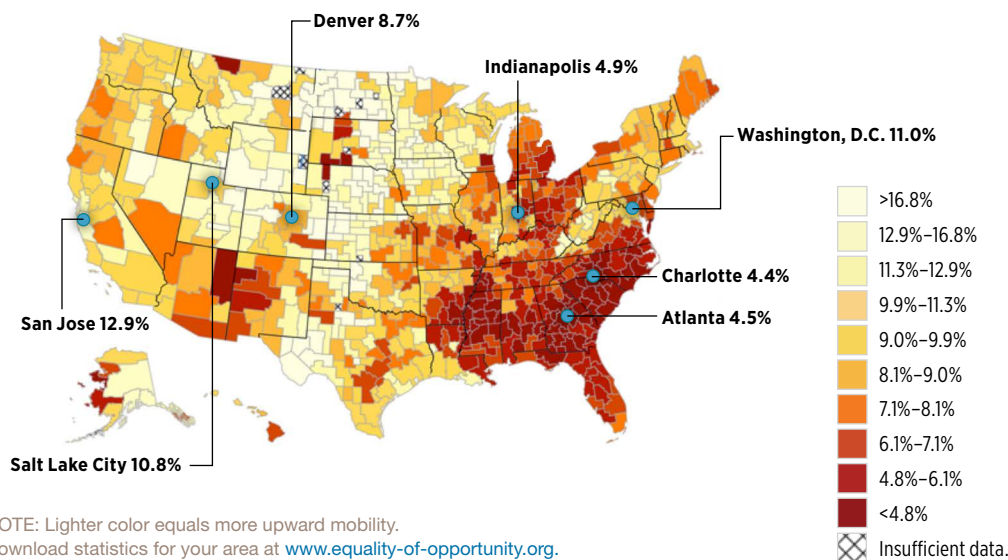 Denver 8.7%
Indianapolis 4.9%
Washington, D.C. 11.0%
>16.8%
12.9%–16.8%
11.3%–12.9%
9.9%–11.3%
9.0%–9.9%
8.1%–9.0%
7.1%–8.1%
6.1%–7.1%
4.8%–6.1%
<4.8%
Insufficient data
Charlotte 4.4%
Atlanta 4.5%
San Jose 12.9%
Salt Lake City 10.8%
OTE: Lighter color equals more upward mobility.
ownload statistics for your area at www.equality-of-opportunity.org.